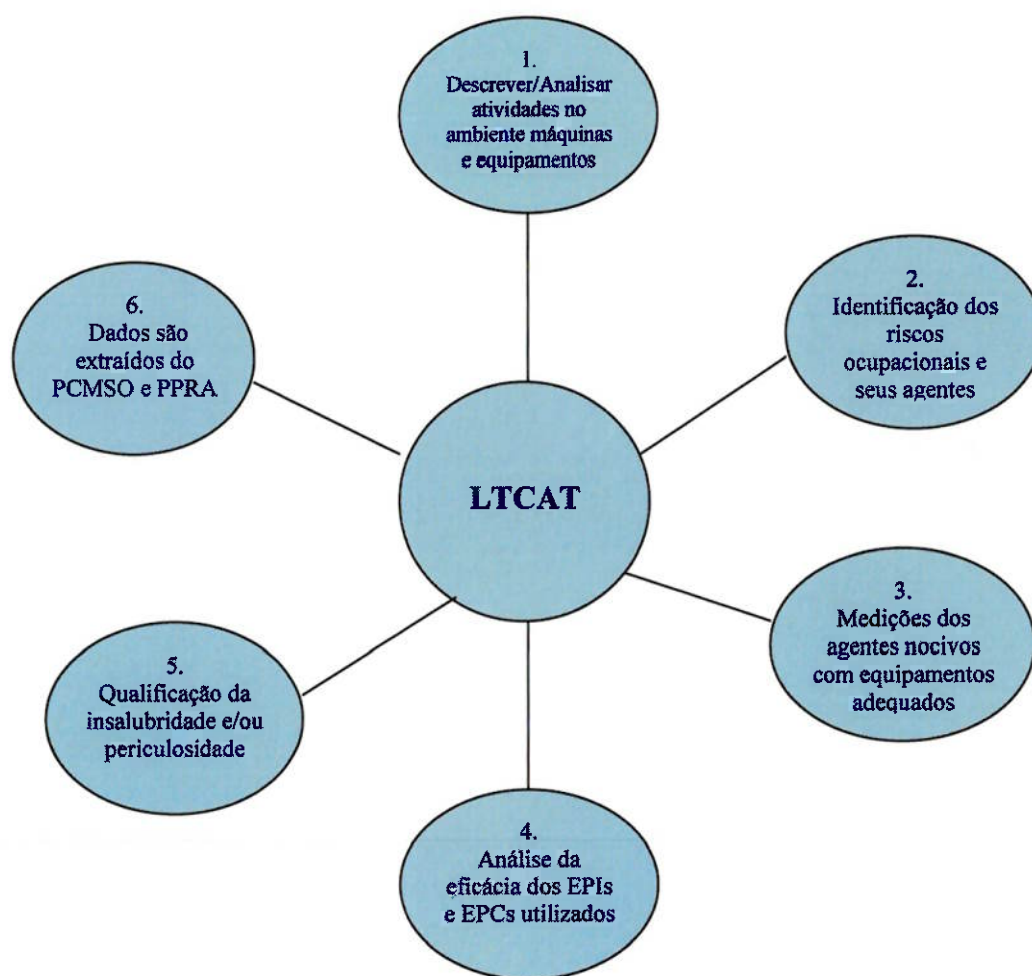 1.
Descrever/Analisar
atividades no
ambiente máquinas
e equipamentos
2.
Identificação dos
riscos
ocupacionais e
seus agentes
3.
Medições dos
agentes nocivos
com equipamentos
adequados
4.
Análise da
eficácia dos EPIs
e EPCs utilizados
5.
Qualificação da
insalubridade e/ou
periculosidade
6.
Dados são
extraídos do
PCMSO e PPRA
LTCAT